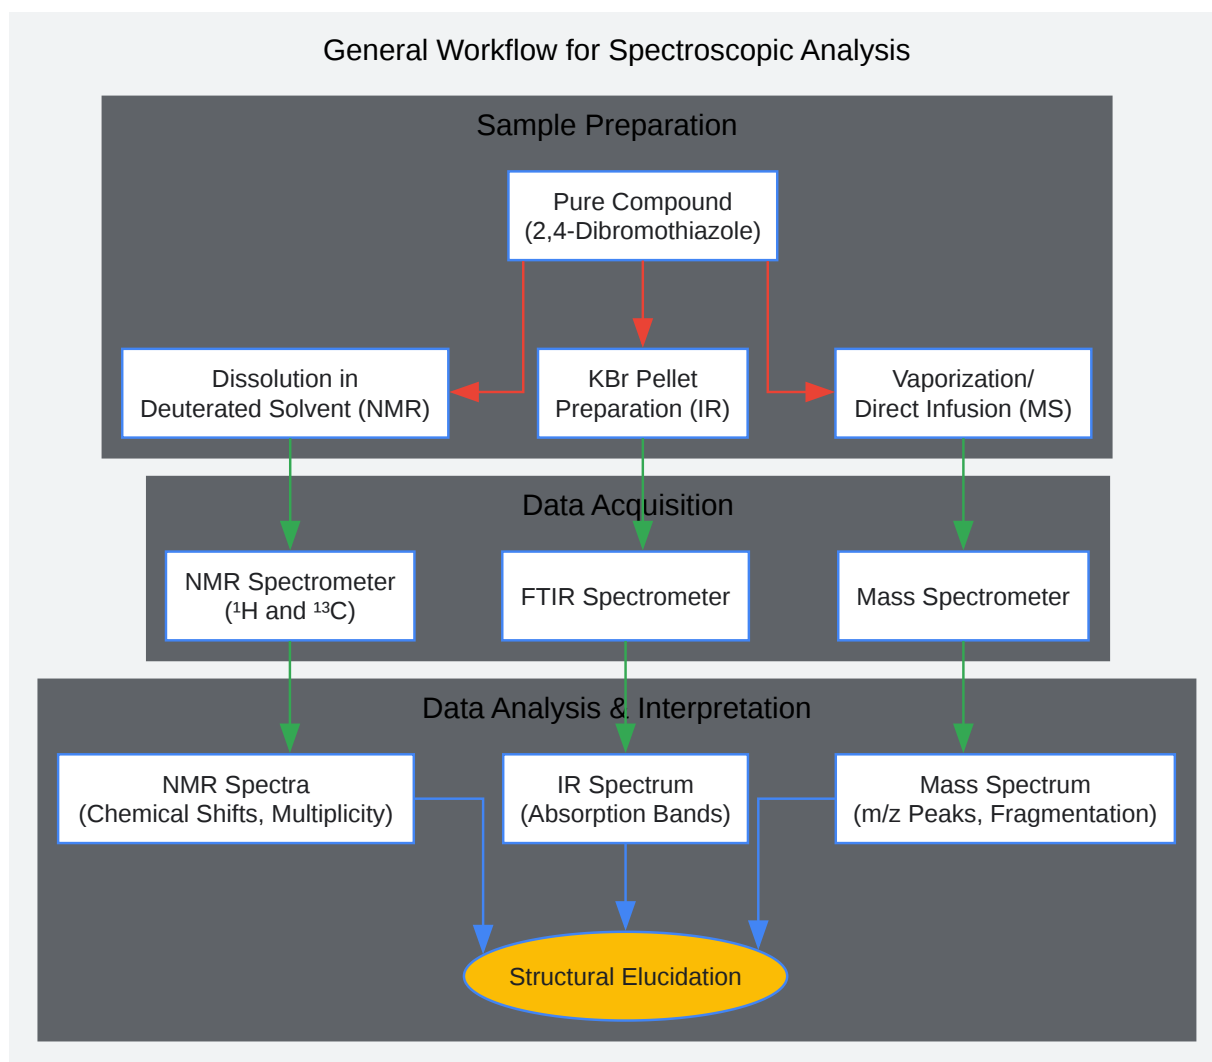 General Workflow for Spectroscopic Analysis
Sample Preparation
Pure Compound
(2,4-Dibromothiazole)
Dissolution in
Deuterated Solvent (NMR)
KBr Pellet
Preparation (IR)
Vaporization/
Direct Infusion (MS)
Data Acquisition
NMR Spectrometer
(¹H and ¹³C)
FTIR Spectrometer
Mass Spectrometer
Data Analysis & Interpretation
NMR Spectra
(Chemical Shifts, Multiplicity)
IR Spectrum
(Absorption Bands)
Mass Spectrum
(m/z Peaks, Fragmentation)
Structural Elucidation